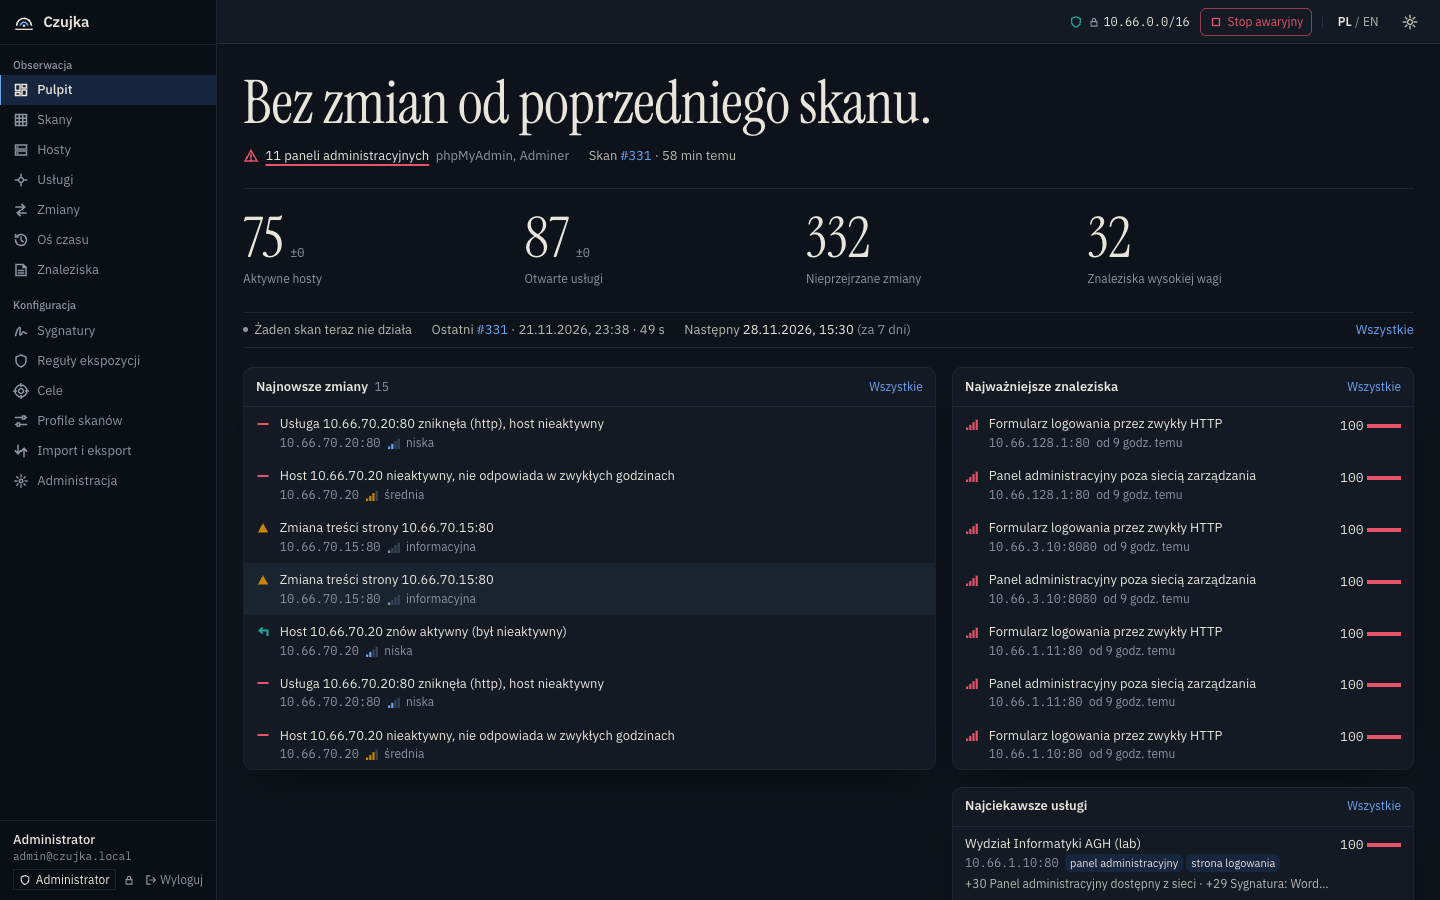 Czujka
10.66.0.0/16
Stop awaryjny
PL / EN
Obserwacja
Pulpit
Skany
Hosty
Usługi
Zmiany
Oś czasu
Znaleziska
Konfiguracja
Sygnatury
Reguły ekspozycji
Cele
Profile skanów
Import i eksport
Administracja
Administrator
admin@czujka.local
Administrator
Wyloguj
Bez zmian od poprzedniego skanu.
11 paneli administracyjnych phpMyAdmin, Adminer Skan #331 · 58 min temu
75 ±0
Aktywne hosty
87 ±0
Otwarte usługi
332
Nieprzejrzane zmiany
32
Znaleziska wysokiej wagi
Żaden skan teraz nie działa Ostatni #331 · 21.11.2026, 23:38 · 49 s Następny 28.11.2026, 15:30 (za 7 dni) Wszystkie
Najnowsze zmiany 15 Wszystkie
Usługa 10.66.70.20:80 zniknęła (http), host nieaktywny
10.66.70.20:80 niska
Host 10.66.70.20 nieaktywny, nie odpowiada w zwykłych godzinach
10.66.70.20 średnia
Zmiana treści strony 10.66.70.15:80
10.66.70.15:80 informacyjna
Zmiana treści strony 10.66.70.15:80
10.66.70.15:80 informacyjna
Host 10.66.70.20 znów aktywny (był nieaktywny)
10.66.70.20 niska
Usługa 10.66.70.20:80 zniknęła (http), host nieaktywny
10.66.70.20:80 niska
Host 10.66.70.20 nieaktywny, nie odpowiada w zwykłych godzinach
10.66.70.20 średnia
Najważniejsze znaleziska Wszystkie
Formularz logowania przez zwykły HTTP 100
10.66.128.1:80 od 9 godz. temu
Panel administracyjny poza siecią zarządzania 100
10.66.128.1:80 od 9 godz. temu
Formularz logowania przez zwykły HTTP 100
10.66.3.10:8080 od 9 godz. temu
Panel administracyjny poza siecią zarządzania 100
10.66.3.10:8080 od 9 godz. temu
Formularz logowania przez zwykły HTTP 100
10.66.1.11:80 od 9 godz. temu
Panel administracyjny poza siecią zarządzania 100
10.66.1.11:80 od 9 godz. temu
Formularz logowania przez zwykły HTTP 100
10.66.1.10:80 od 9 godz. temu
Najciekawsze usługi Wszystkie
Wydział Informatyki AGH (lab) 100
10.66.1.10:80 panel administracyjny strona logowania
+30 Panel administracyjny dostępny z sieci · +29 Sygnatura: Word...